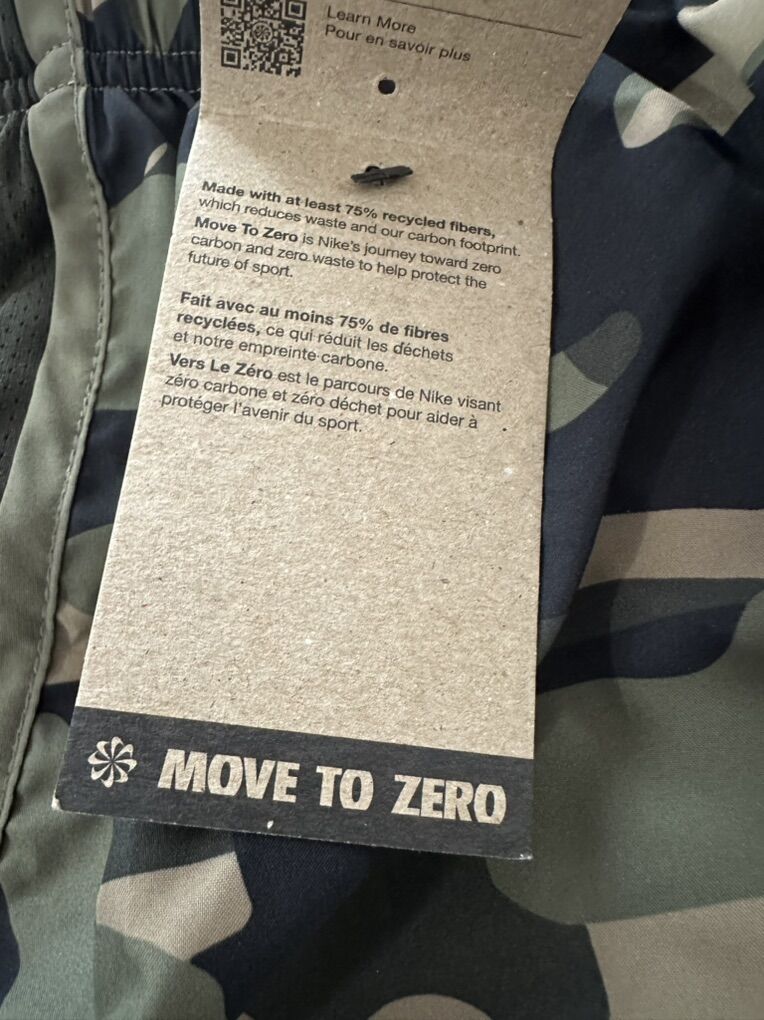 Learn More
Pour en savoir plus
Made with at least 75% recycled fibers,
which reduces waste and our carbon footprint.
Move To Zero is Nike's journey toward zero
carbon and zero waste to help protect the
future of sport.
Fait avec au moins 75% de fibres
recyclées, ce qui réduit les déchets
et notre empreinte carbone.
Vers Le Zéro est le parcours de Nike visant
zéro carbone et zéro déchet pour aider à
protéger l'avenir du sport.
MOVE TO ZERO